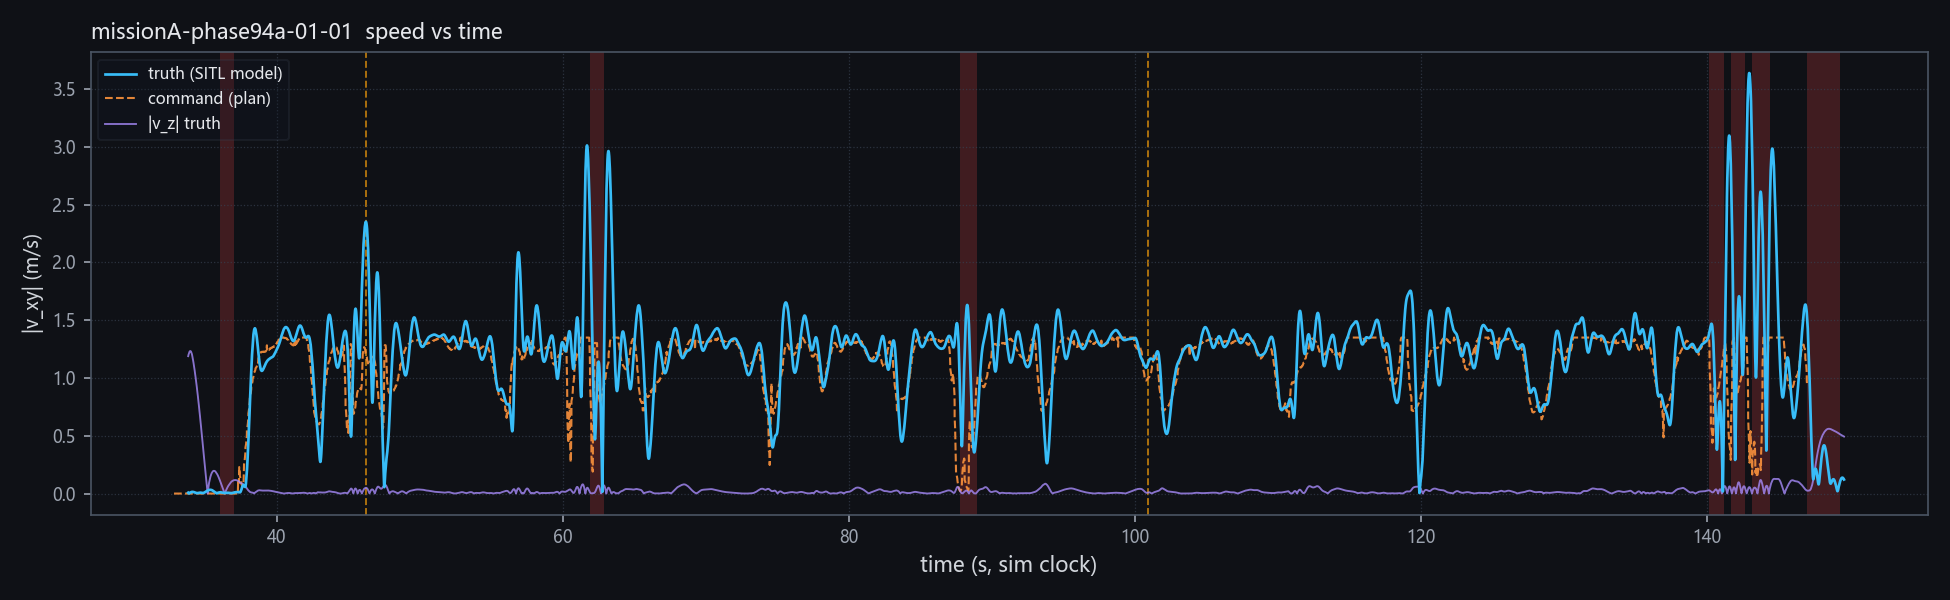 missionA-phase94a-01-01  speed vs time
truth (SITL model)
command (plan)
|v_z| truth
|v_xy| (m/s)
3.5
3.0
2.5
2.0
1.5
1.0
0.5
0.0
40
60
80
100
120
140
time (s, sim clock)